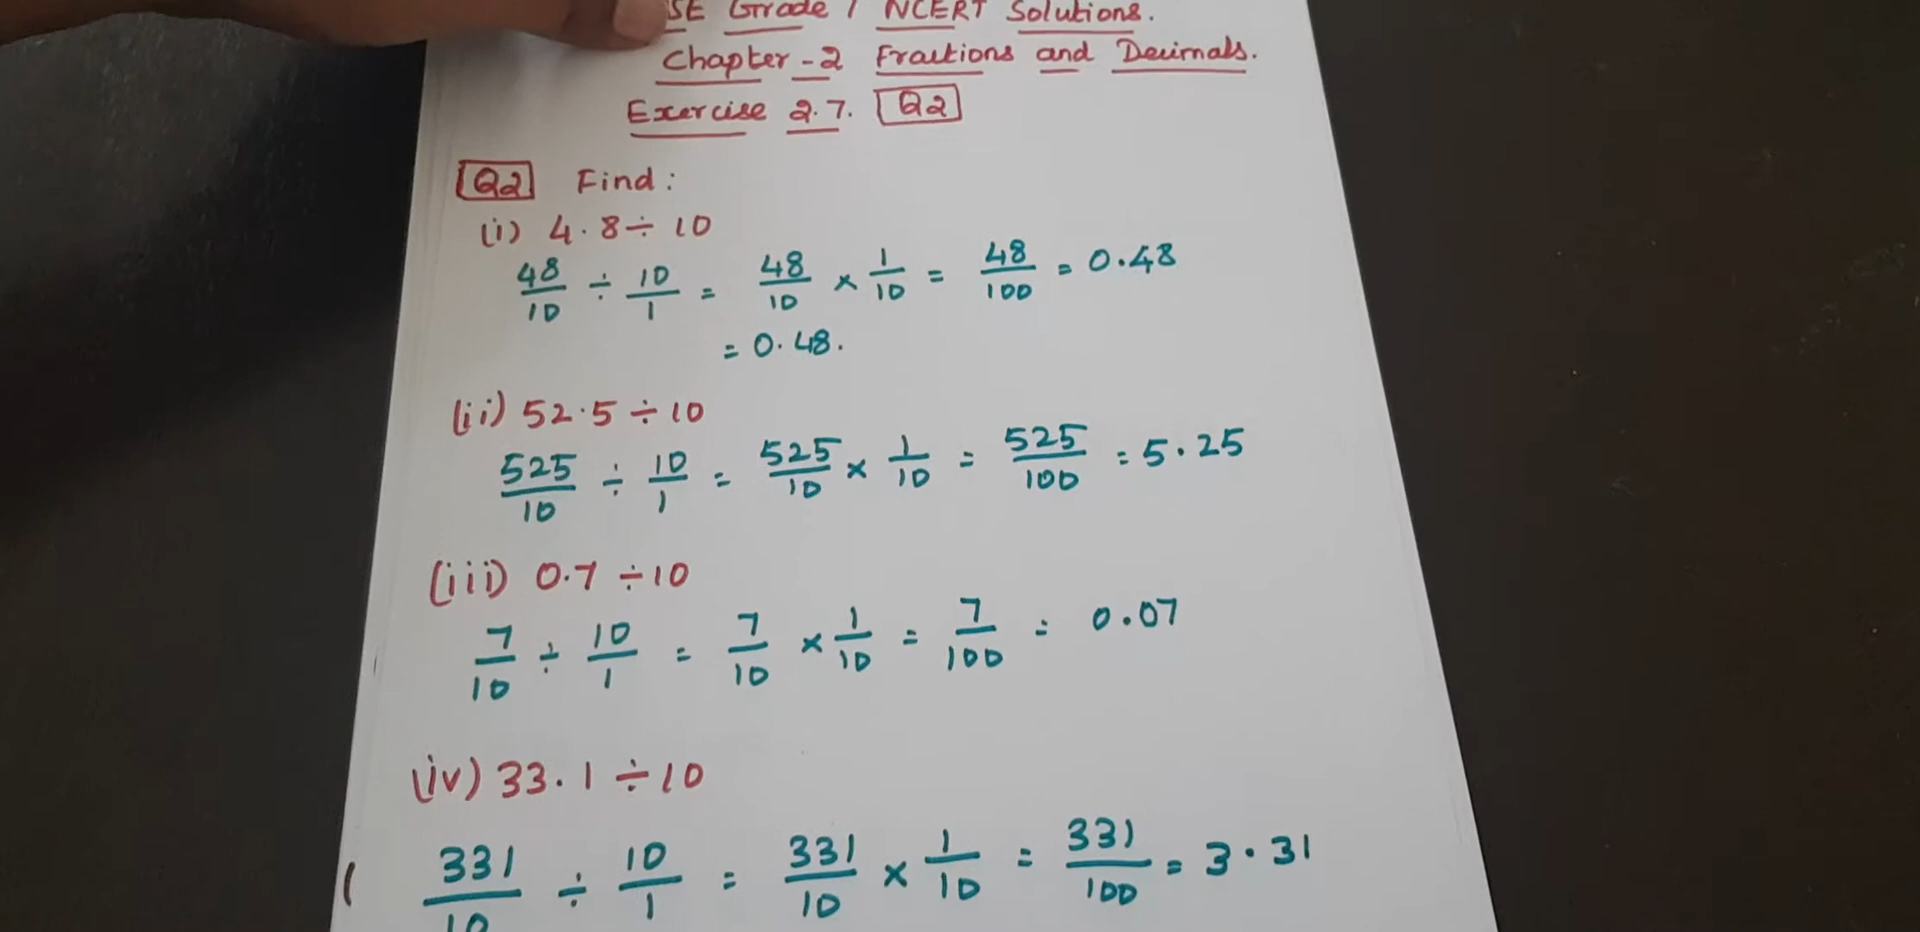 SE Grade 7 NCERT Solutions.
Chapter -2 Fractions and Decimals.
Exercise 2.7. Q2
Q2 Find :
(i) 4.8 ÷ 10
48/10 ÷ 10/1 = 48/10 × 1/10 = 48/100 = 0.48
= 0.48.
(ii) 52.5 ÷ 10
525/10 ÷ 10/1 = 525/10 × 1/10 = 525/100 = 5.25
(iii) 0.7 ÷ 10
7/10 ÷ 10/1 = 7/10 × 1/10 = 7/100 = 0.07
(iv) 33.1 ÷ 10
331/10 ÷ 10/1 = 331/10 × 1/10 = 331/100 = 3.31